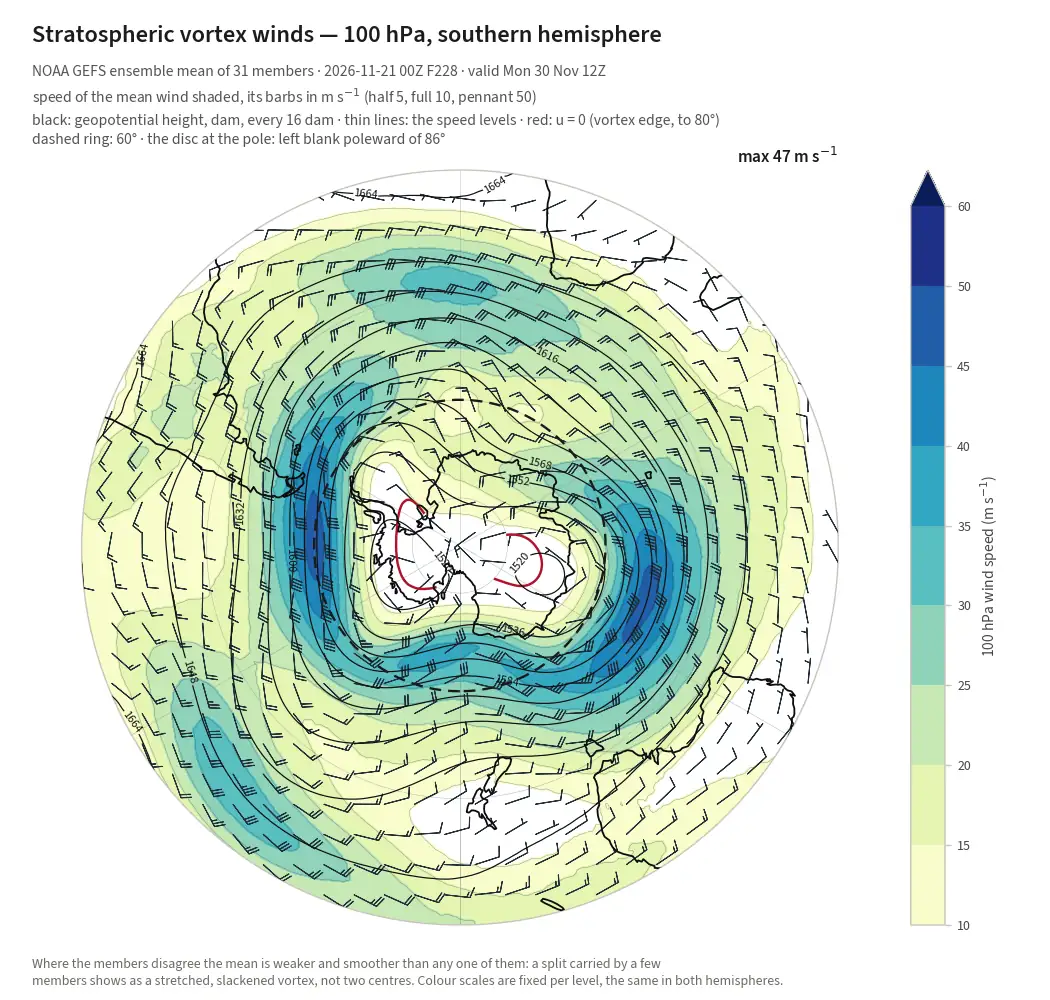 Stratospheric vortex winds — 100 hPa, southern hemisphere
NOAA GEFS ensemble mean of 31 members · 2026-11-21 00Z F228 · valid Mon 30 Nov 12Z
speed of the mean wind shaded, its barbs in m s⁻¹ (half 5, full 10, pennant 50)
black: geopotential height, dam, every 16 dam · thin lines: the speed levels · red: u = 0 (vortex edge, to 80°)
dashed ring: 60° · the disc at the pole: left blank poleward of 86°
max 47 m s⁻¹
1664
1664
1664
1616
1568
1552
1632
1600
1520
1536
1584
1648
1664
60
50
45
40
35
30
25
20
15
10
100 hPa wind speed (m s⁻¹)
Where the members disagree the mean is weaker and smoother than any one of them: a split carried by a few
members shows as a stretched, slackened vortex, not two centres. Colour scales are fixed per level, the same in both hemispheres.